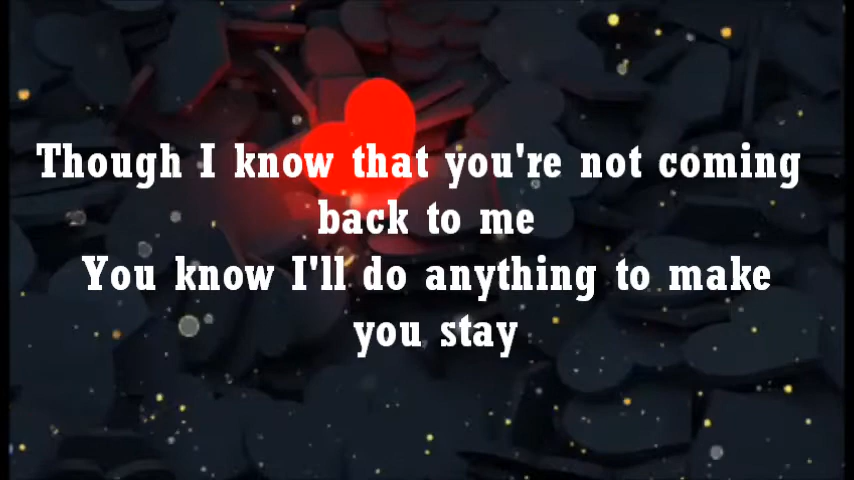 Though I know that you're not coming
back to me
You know I'll do anything to make
you stay